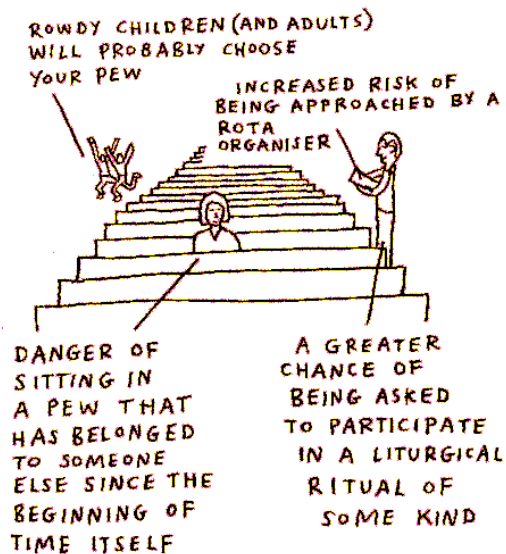 ROWDY CHILDREN (AND ADULTS)
WILL PROBABLY CHOOSE
YOUR PEW
INCREASED RISK OF
BEING APPROACHED BY A
ROTA
ORGANISER
DANGER OF
SITTING IN
A PEW THAT
HAS BELONGED
TO SOMEONE
ELSE SINCE THE
BEGINNING OF
TIME ITSELF
A GREATER
CHANCE OF
BEING ASKED
TO PARTICIPATE
IN A LITURGICAL
RITUAL OF
SOME KIND